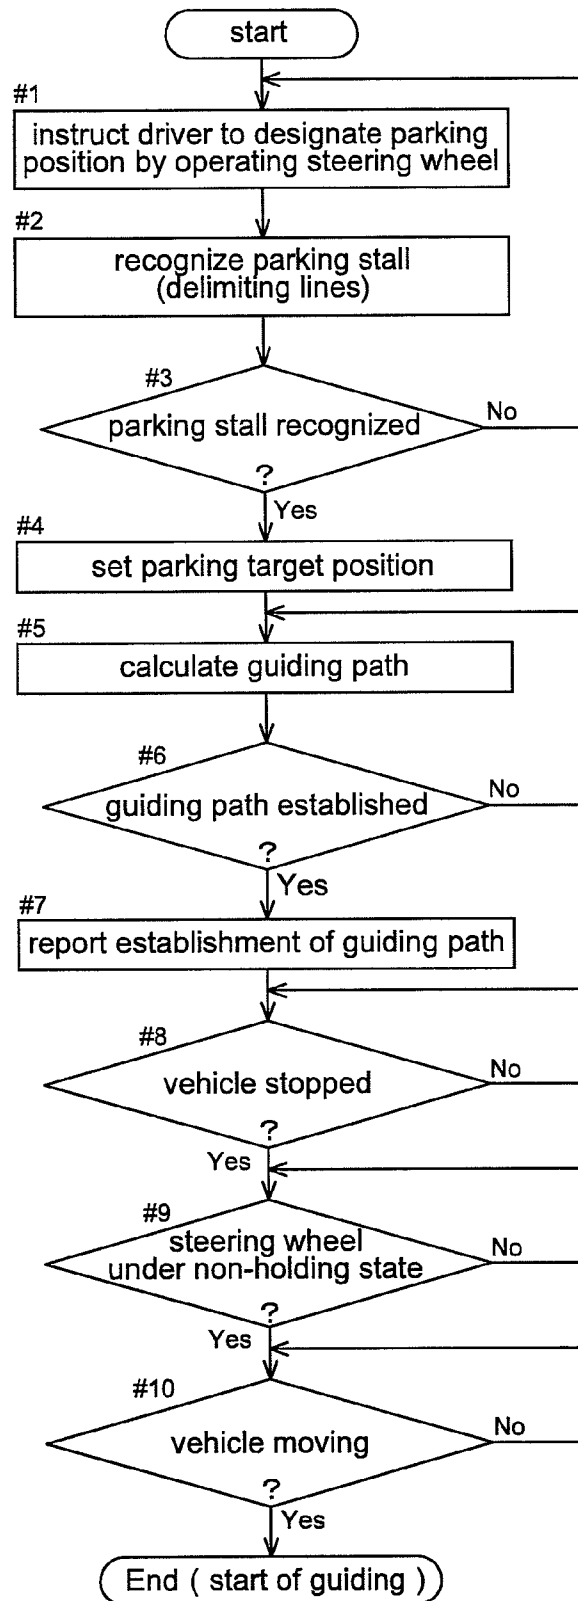 start
#1
instruct driver to designate parking
position by operating steering wheel
#2
recognize parking stall
(delimiting lines)
#3
parking stall recognized
No
?
Yes
#4
set parking target position
#5
calculate guiding path
#6
guiding path established
No
?
Yes
#7
report establishment of guiding path
#8
vehicle stopped
No
?
Yes
#9
steering wheel
under non-holding state
No
?
Yes
#10
vehicle moving
No
?
Yes
End ( start of guiding )